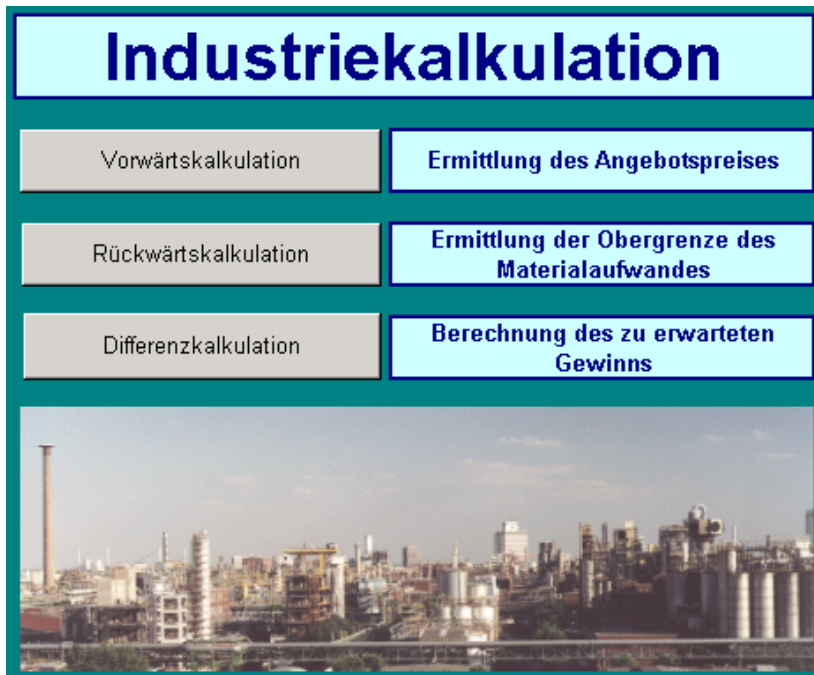 Industriekalkulation
Vorwärtskalkulation
Ermittlung des Angebotspreises
Rückwärtskalkulation
Ermittlung der Obergrenze des
Materialaufwandes
Differenzkalkulation
Berechnung des zu erwarteten
Gewinns